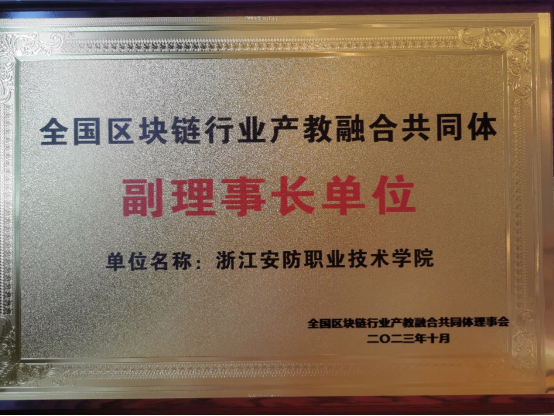 全国区块链行业产教融合共同体
副理事长单位
单位名称：浙江安防职业技术学院
全国区块链行业产教融合共同体理事会
二〇二三年十月